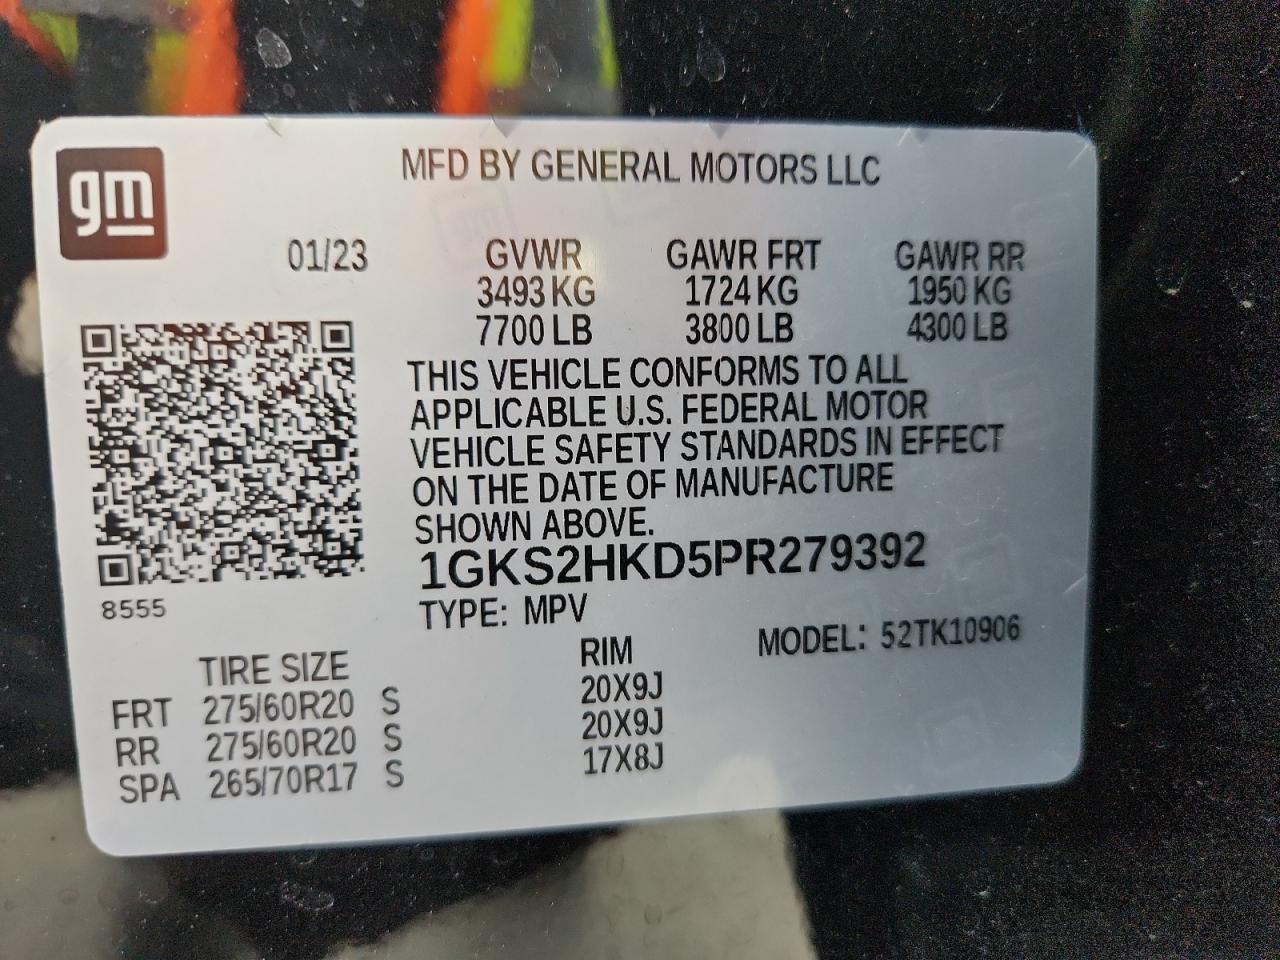 gm
MFD BY GENERAL MOTORS LLC
01/23 GVWR GAWR FRT GAWR RR
3493 KG 1724 KG 1950 KG
7700 LB 3800 LB 4300 LB
THIS VEHICLE CONFORMS TO ALL
APPLICABLE U.S. FEDERAL MOTOR
VEHICLE SAFETY STANDARDS IN EFFECT
ON THE DATE OF MANUFACTURE
SHOWN ABOVE.
1GKS2HKD5PR279392
8555
TYPE: MPV
MODEL: 52TK10906
TIRE SIZE RIM
FRT 275/60R20 S 20X9J
RR 275/60R20 S 20X9J
SPA 265/70R17 S 17X8J